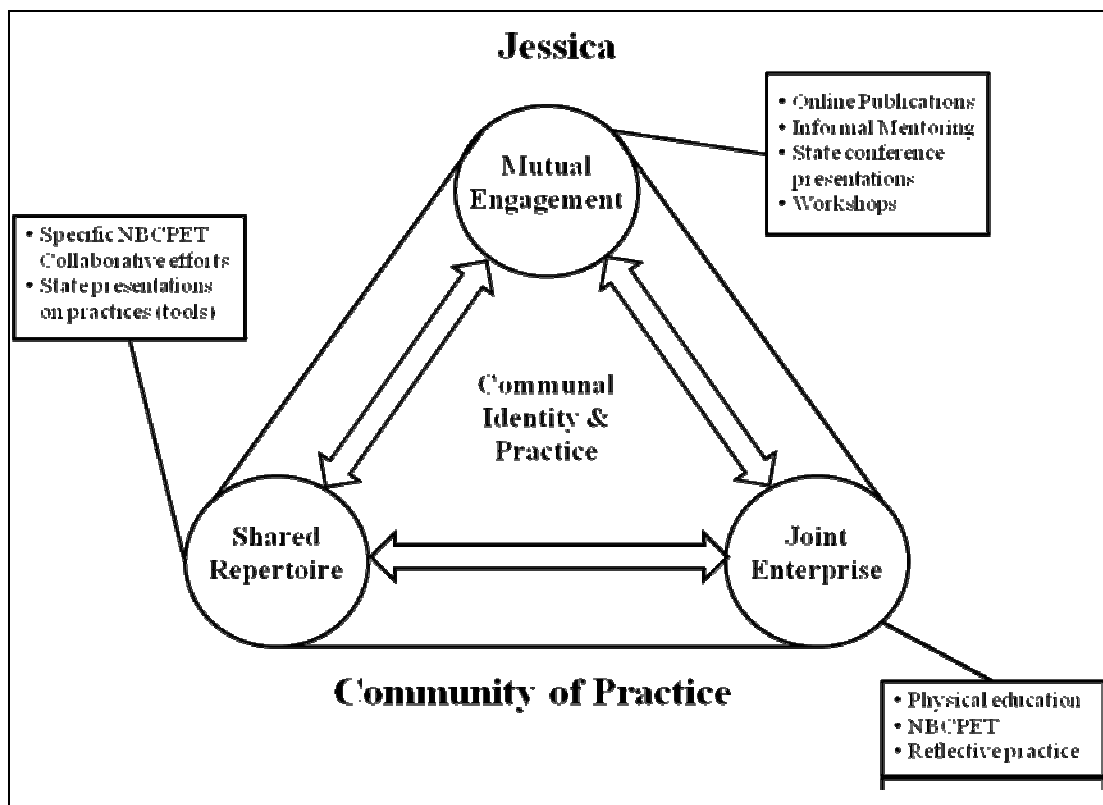 Jessica
• Online Publications
• Informal Mentoring
• State conference
presentations
• Workshops
Mutual
Engagement
• Specific NBCPET
Collaborative efforts
• State presentations
on practices (tools)
Communal
Identity &
Practice
Shared
Repertoire
Joint
Enterprise
Community of Practice
• Physical education
• NBCPET
• Reflective practice